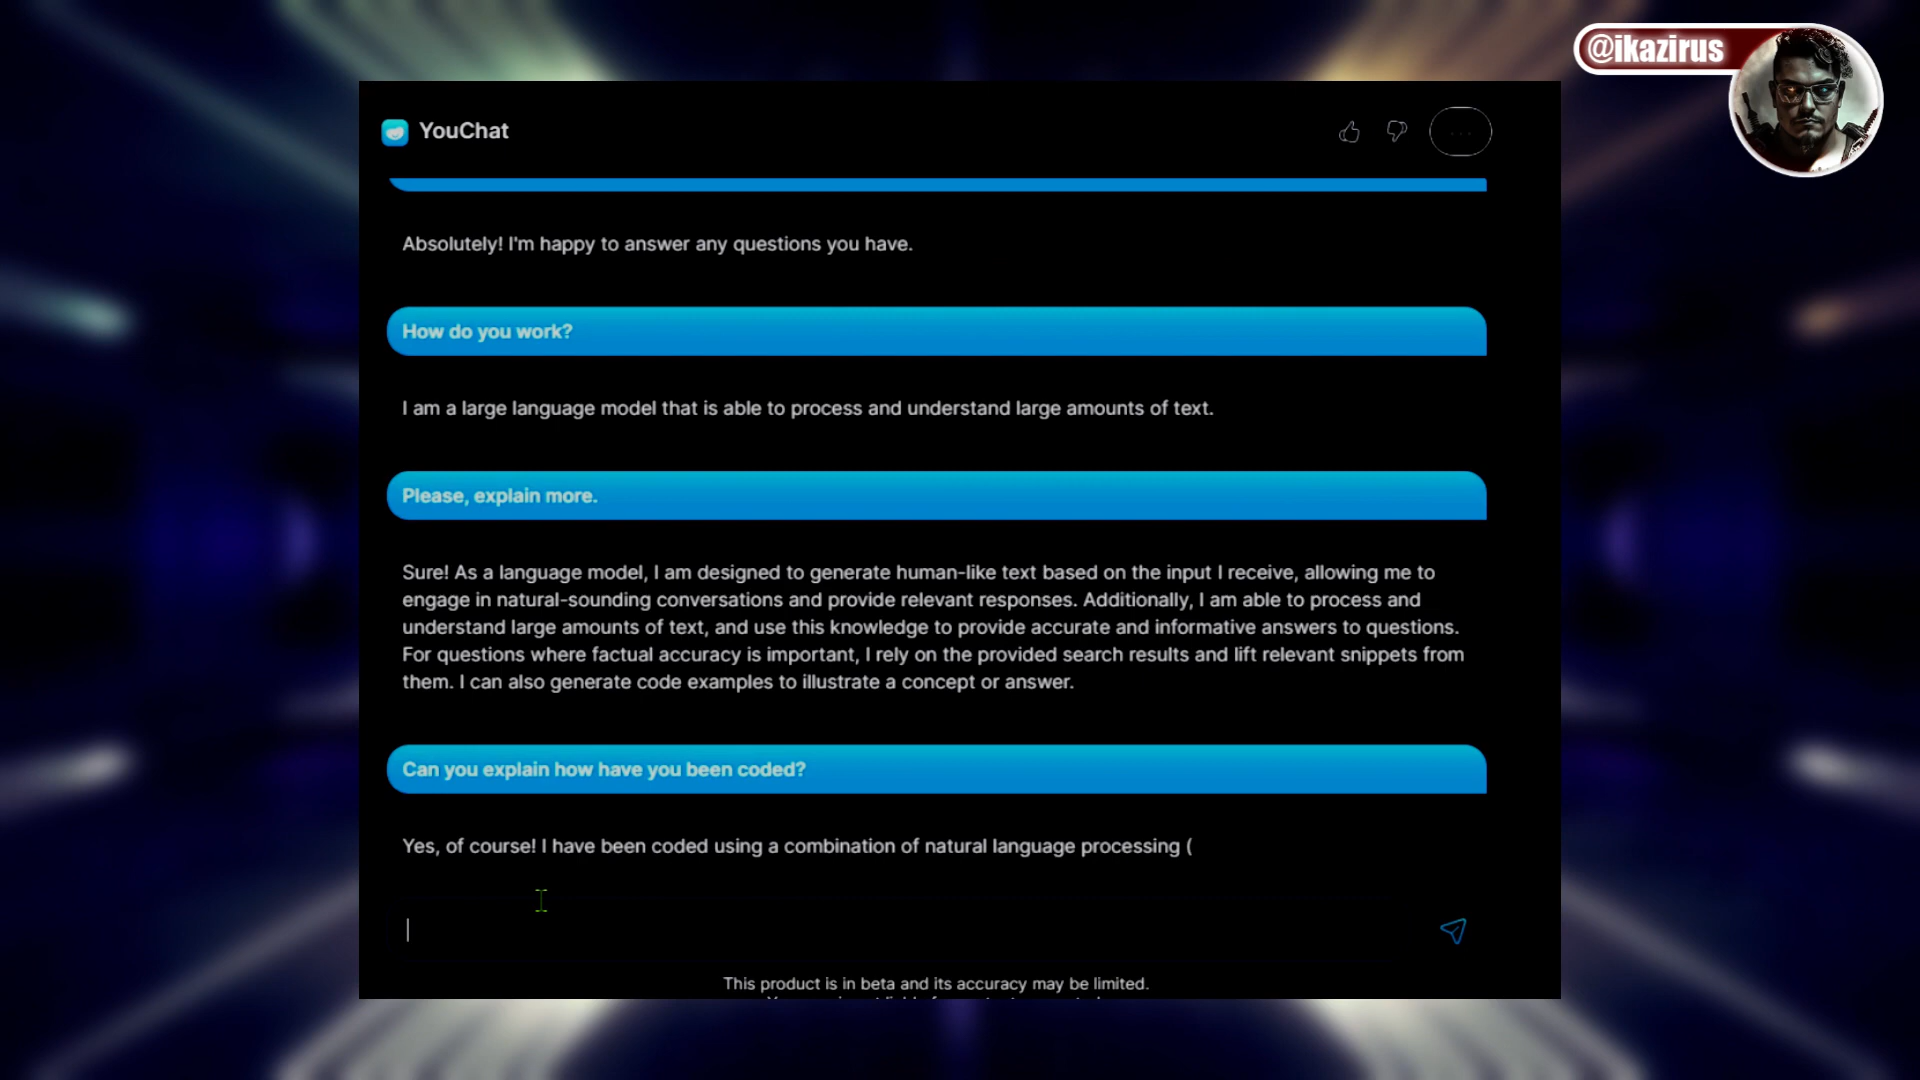 @ikazirus
YouChat
Absolutely! I'm happy to answer any questions you have.
How do you work?
I am a large language model that is able to process and understand large amounts of text.
Please, explain more.
Sure! As a language model, I am designed to generate human-like text based on the input I receive, allowing me to
engage in natural-sounding conversations and provide relevant responses. Additionally, I am able to process and
understand large amounts of text, and use this knowledge to provide accurate and informative answers to questions.
For questions where factual accuracy is important, I rely on the provided search results and lift relevant snippets from
them. I can also generate code examples to illustrate a concept or answer.
Can you explain how have you been coded?
Yes, of course! I have been coded using a combination of natural language processing (
This product is in beta and its accuracy may be limited.